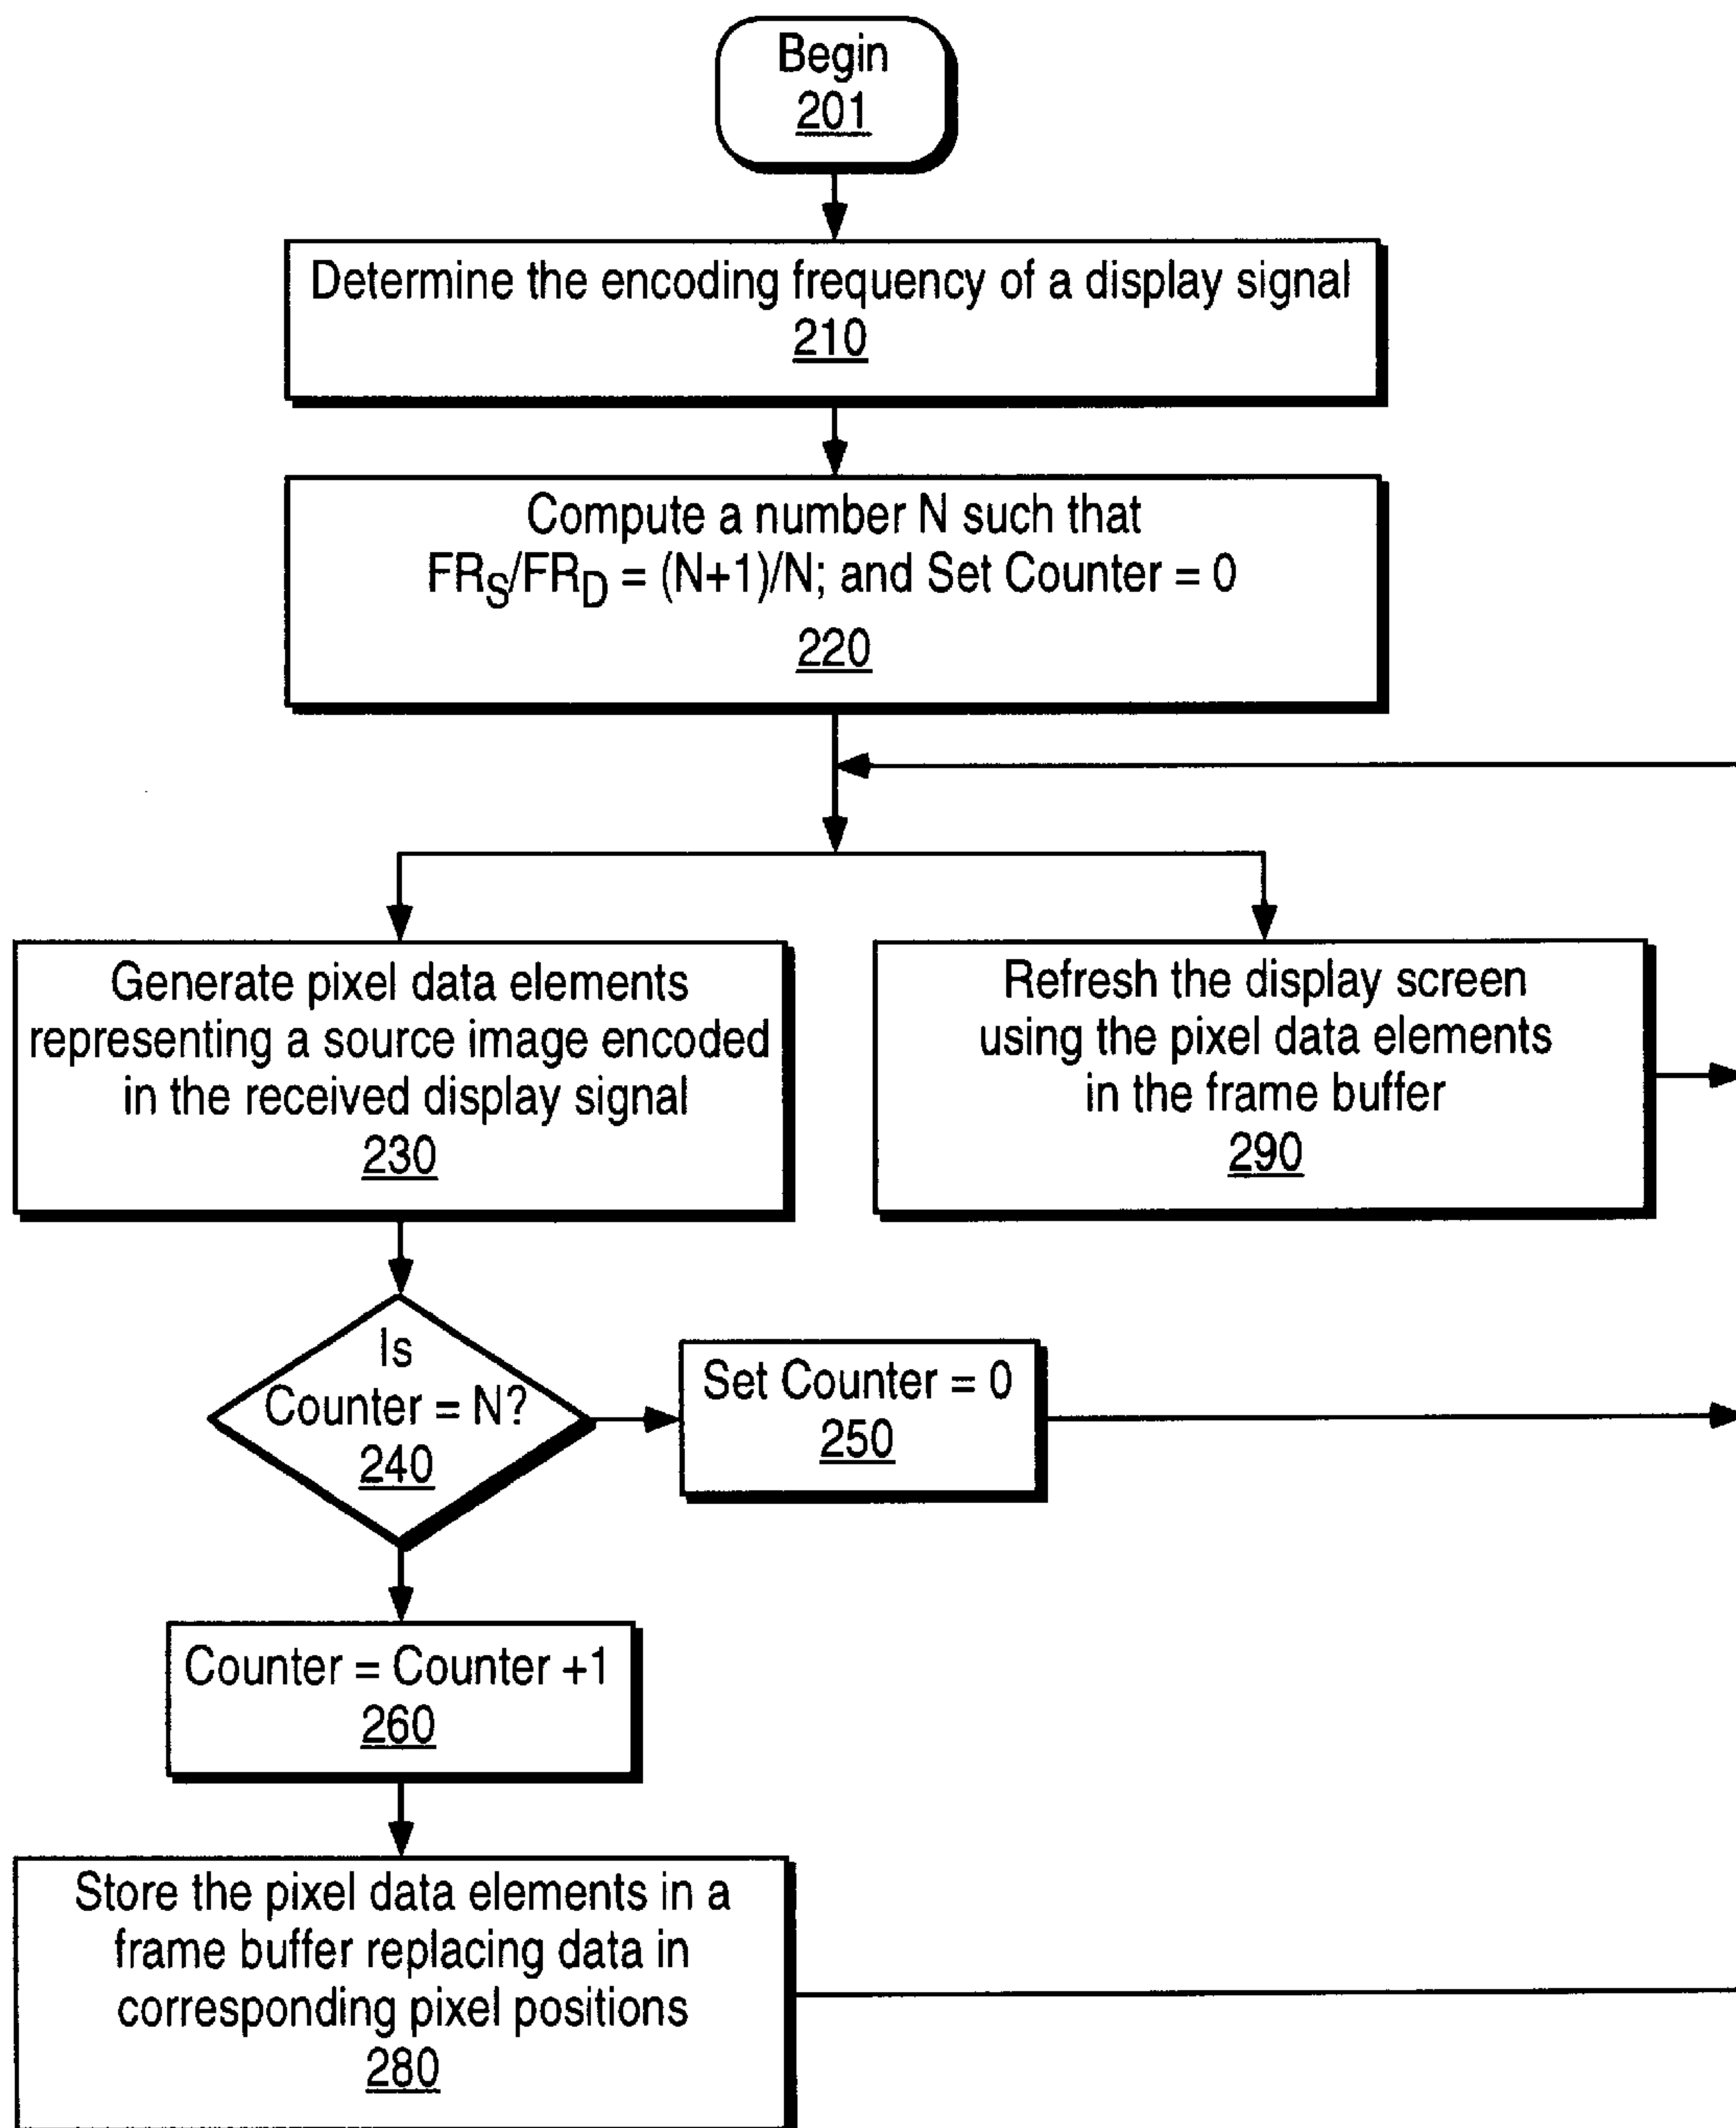 Begin
201
Determine the encoding frequency of a display signal
210
Compute a number N such that
FR_S/FR_D = (N+1)/N; and Set Counter = 0
220
Generate pixel data elements
representing a source image encoded
in the received display signal
230
Refresh the display screen
using the pixel data elements
in the frame buffer
290
Is
Counter = N?
240
Set Counter = 0
250
Counter = Counter +1
260
Store the pixel data elements in a
frame buffer replacing data in
corresponding pixel positions
280